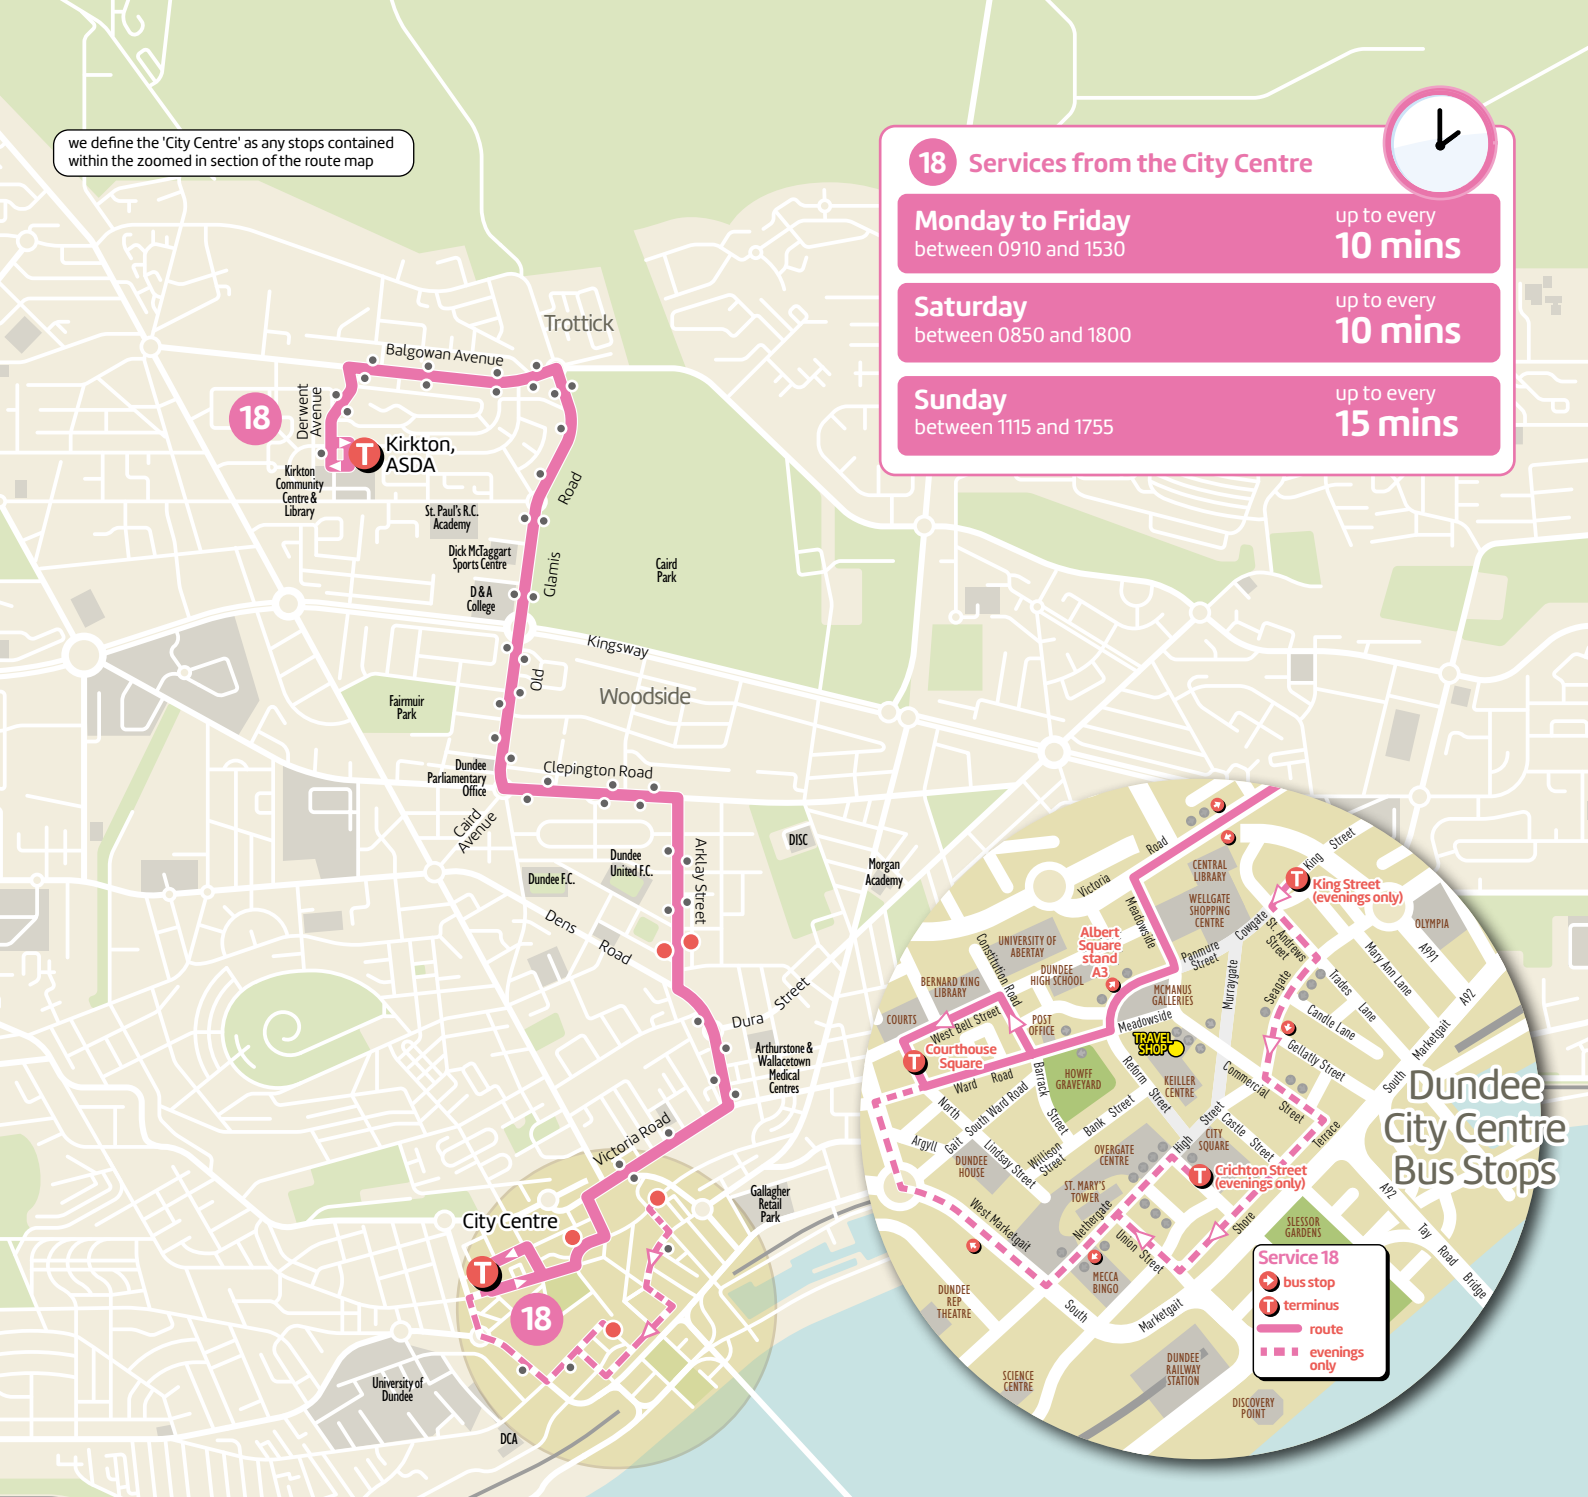 we define the 'City Centre' as any stops contained
within the zoomed in section of the route map
18 Services from the City Centre
Monday to Friday
between 0910 and 1530
up to every
10 mins
Saturday
between 0850 and 1800
up to every
10 mins
Sunday
between 1115 and 1755
up to every
15 mins
Trottick
Balgowan Avenue
Derwent
Avenue
18
T
Kirkton,
ASDA
Kirkton
Community
Centre &
Library
St. Paul's R.C.
Academy
Dick McTaggart
Sports Centre
D & A
College
Road
Glamis
Old
Caird
Park
Kingsway
Woodside
Fairmuir
Park
Dundee
Parliamentary
Office
Clepington Road
Caird
Avenue
Dundee
United F.C.
Dundee F.C.
Arklay Street
DISC
Morgan
Academy
Dens
Road
Dura
Street
Arthurstone &
Wallacetown
Medical
Centres
Victoria Road
Gallagher
Retail
Park
City Centre
T
18
University of
Dundee
DCA
Road
Victoria
Meadowside
CENTRAL
LIBRARY
WELLGATE
SHOPPING
CENTRE
King
Street
T
King Street
(evenings only)
OLYMPIA
Cowgate
St. Andrews
Street
Panmure
Street
Murraygate
Seagate
Mary Ann Lane
A991
A92
Trades
Lane
Candle Lane
Gellatly Street
South
Marketgait
Albert
Square
stand
A3
UNIVERSITY OF
ABERTAY
Constitution Road
DUNDEE
HIGH SCHOOL
BERNARD KING
LIBRARY
MCMANUS
GALLERIES
COURTS
West Bell Street
POST
OFFICE
Meadowside
TRAVEL
SHOP
T
Courthouse
Square
Ward
Road
HOWFF
GRAVEYARD
Barrack
Street
Reform
Street
KEILLER
CENTRE
Commercial
Street
North
South Ward Road
Argyll
Gait
Lindsay Street
Willison
Street
Bank
Street
DUNDEE
HOUSE
OVERGATE
CENTRE
High
Street
CITY
SQUARE
Castle
Street
Terrace
ST. MARY'S
TOWER
T
Crichton Street
(evenings only)
Dundee
City Centre
Bus Stops
A92
Tay
Road
Bridge
West Marketgait
Nethergate
Union
Street
Shore
SLESSOR
GARDENS
MECCA
BINGO
DUNDEE
REP
THEATRE
South
Marketgait
DUNDEE
RAILWAY
STATION
SCIENCE
CENTRE
DISCOVERY
POINT
Service 18
bus stop
T terminus
route
evenings
only